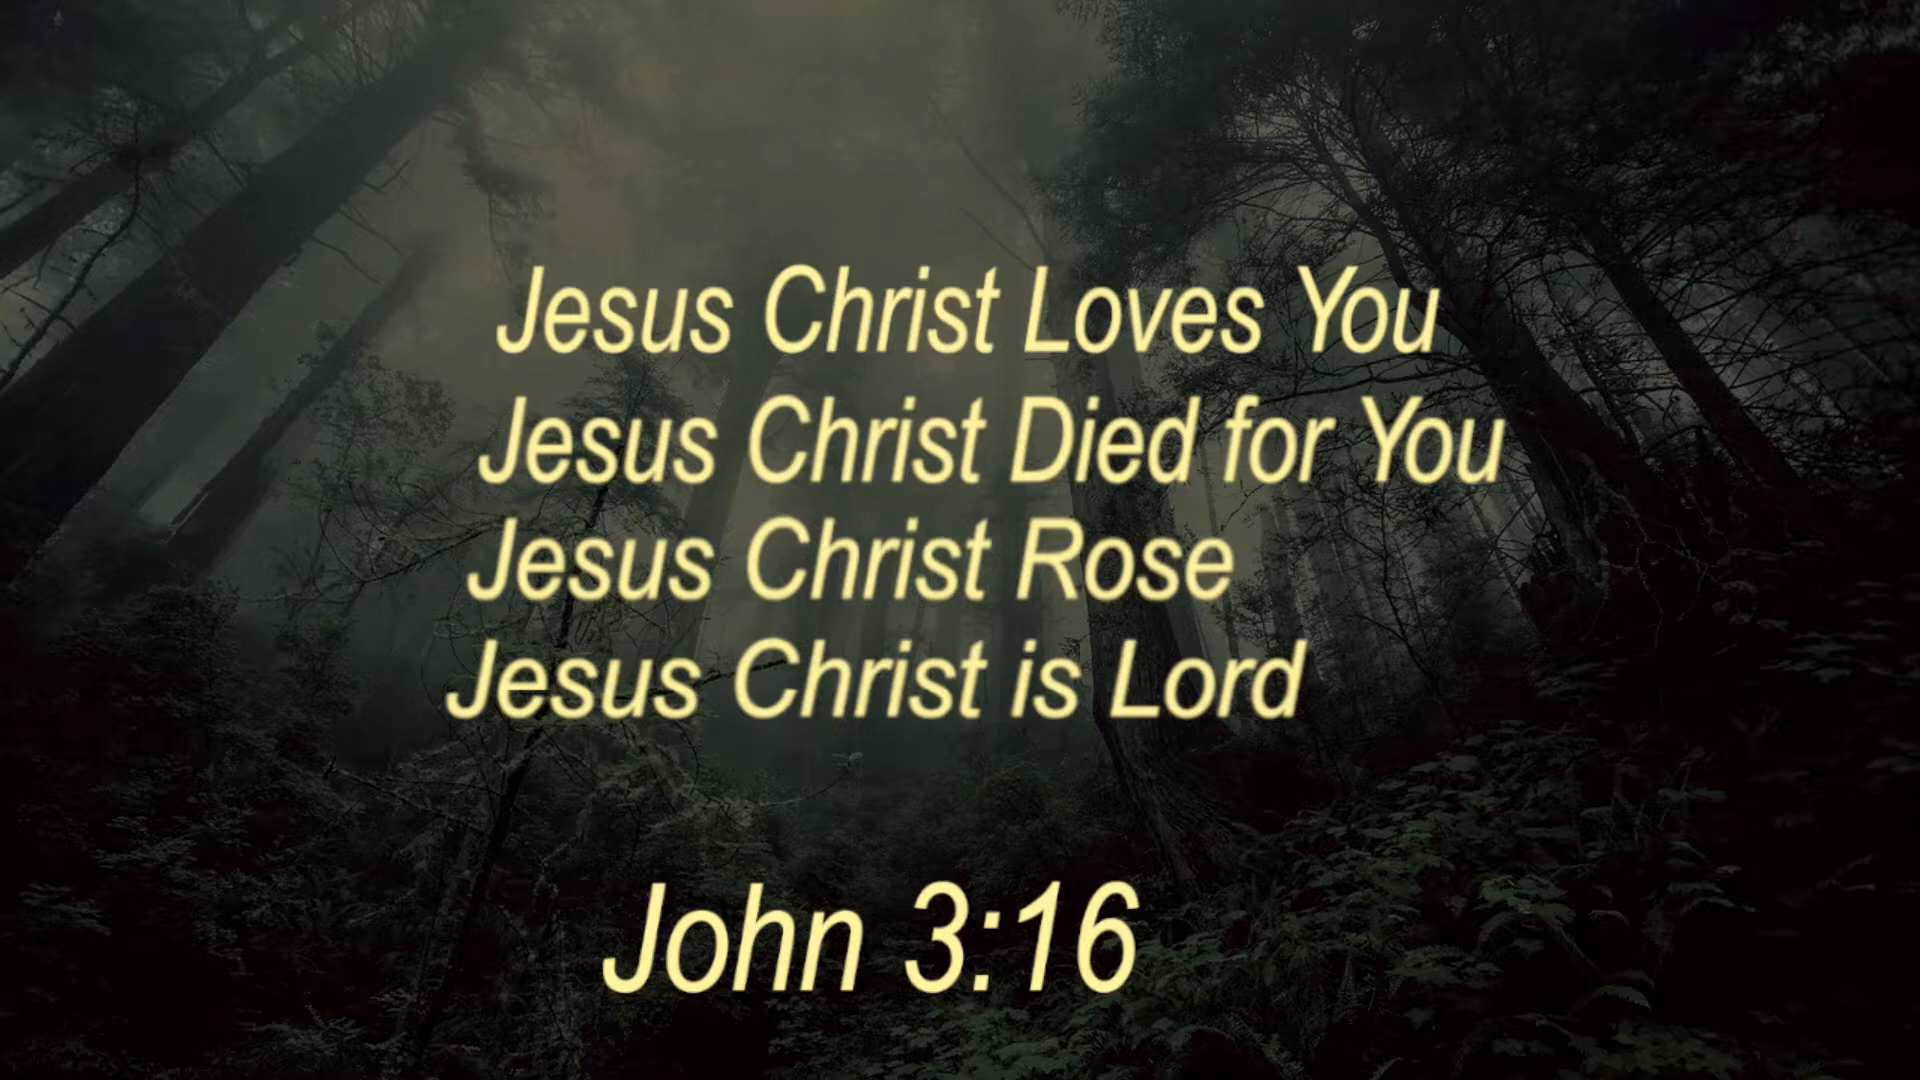 Jesus Christ Loves You
Jesus Christ Died for You
Jesus Christ Rose
Jesus Christ is Lord
John 3:16